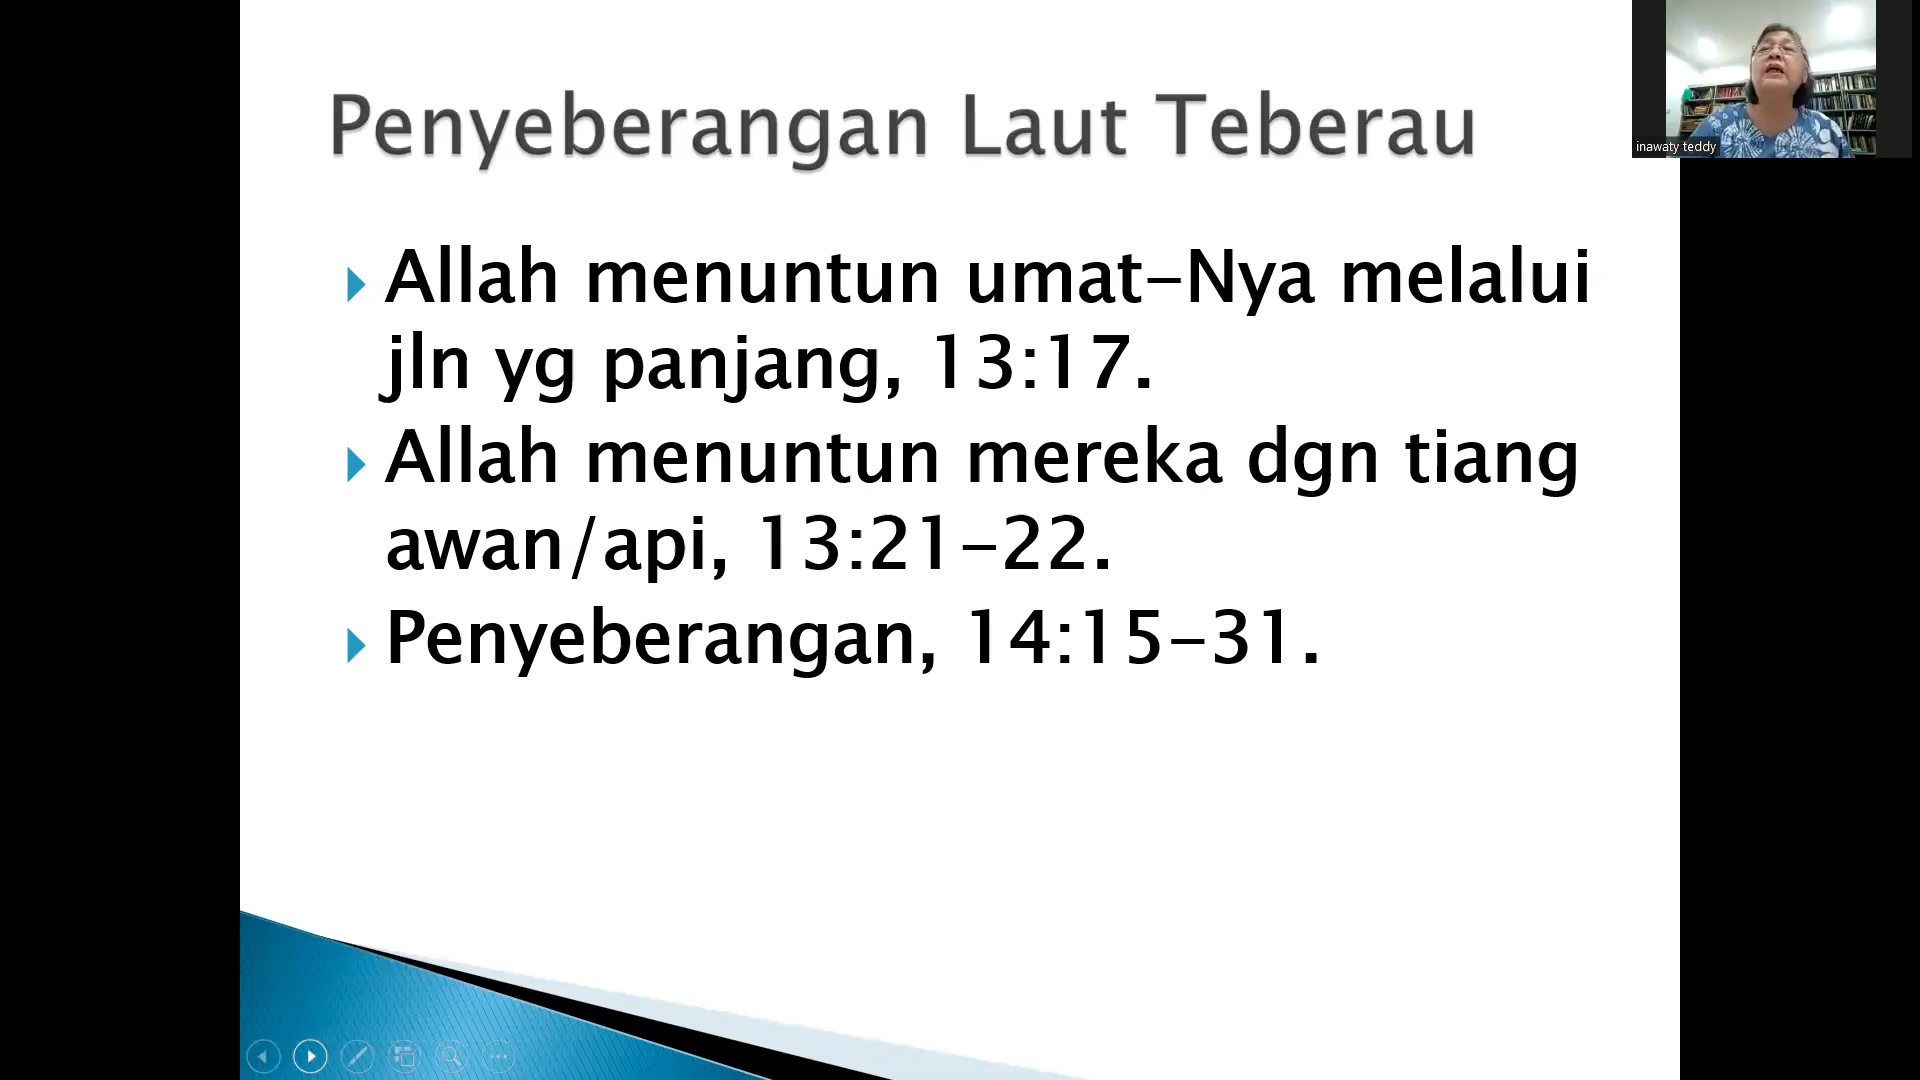 Penyeberangan Laut Teberau
Allah menuntun umat-Nya melalui
jln yg panjang, 13:17.
Allah menuntun mereka dgn tiang
awan/api, 13:21-22.
Penyeberangan, 14:15-31.
inawaty teddy